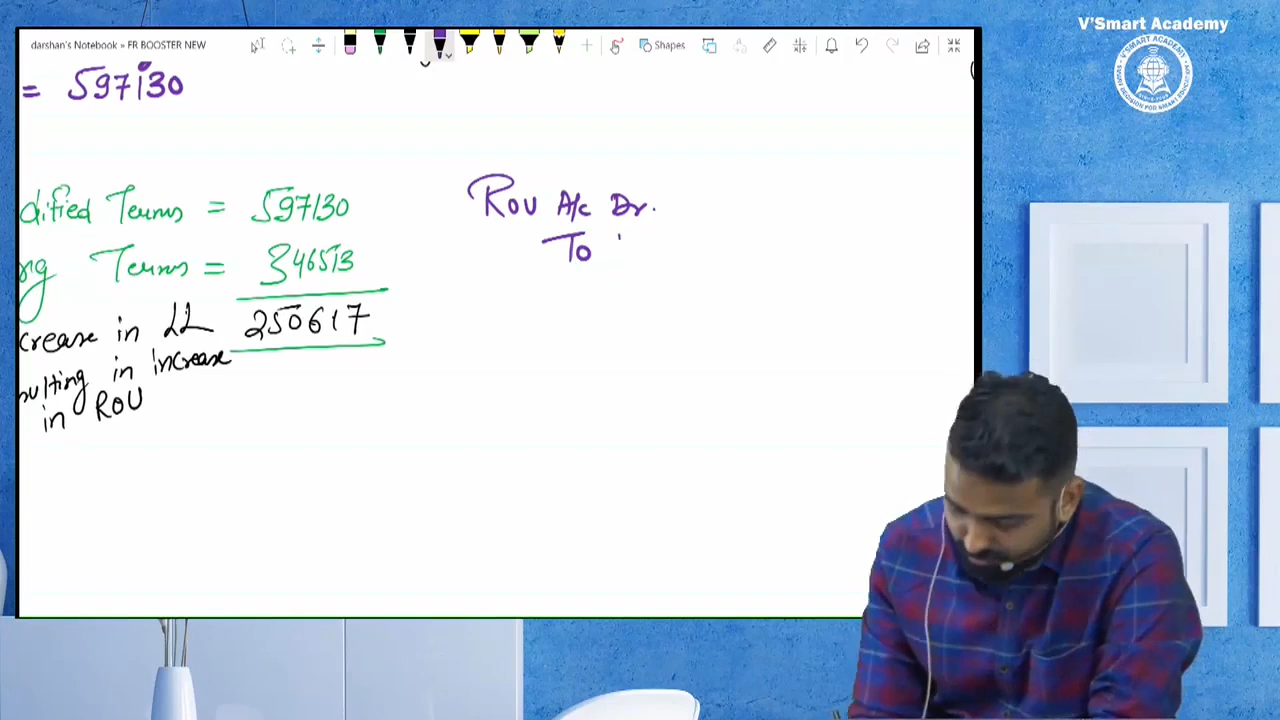 V'Smart Academy
darshan's Notebook » FR BOOSTER NEW
Shapes
= 597130
dified Terms = 597130
ng Terms = 346513
crease in LL 250617
ulting in increase
in ROU
ROU A/c Dr.
To